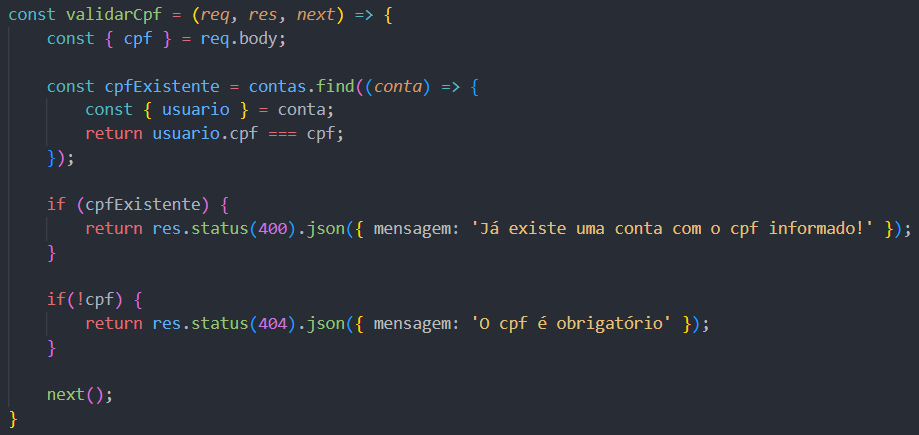 const validarCpf = (req, res, next) => {
    const { cpf } = req.body;

    const cpfExistente = contas.find((conta) => {
        const { usuario } = conta;
        return usuario.cpf === cpf;
    });

    if (cpfExistente) {
        return res.status(400).json({ mensagem: 'Já existe uma conta com o cpf informado!' });
    }

    if(!cpf) {
        return res.status(404).json({ mensagem: 'O cpf é obrigatório' });
    }

    next();
}